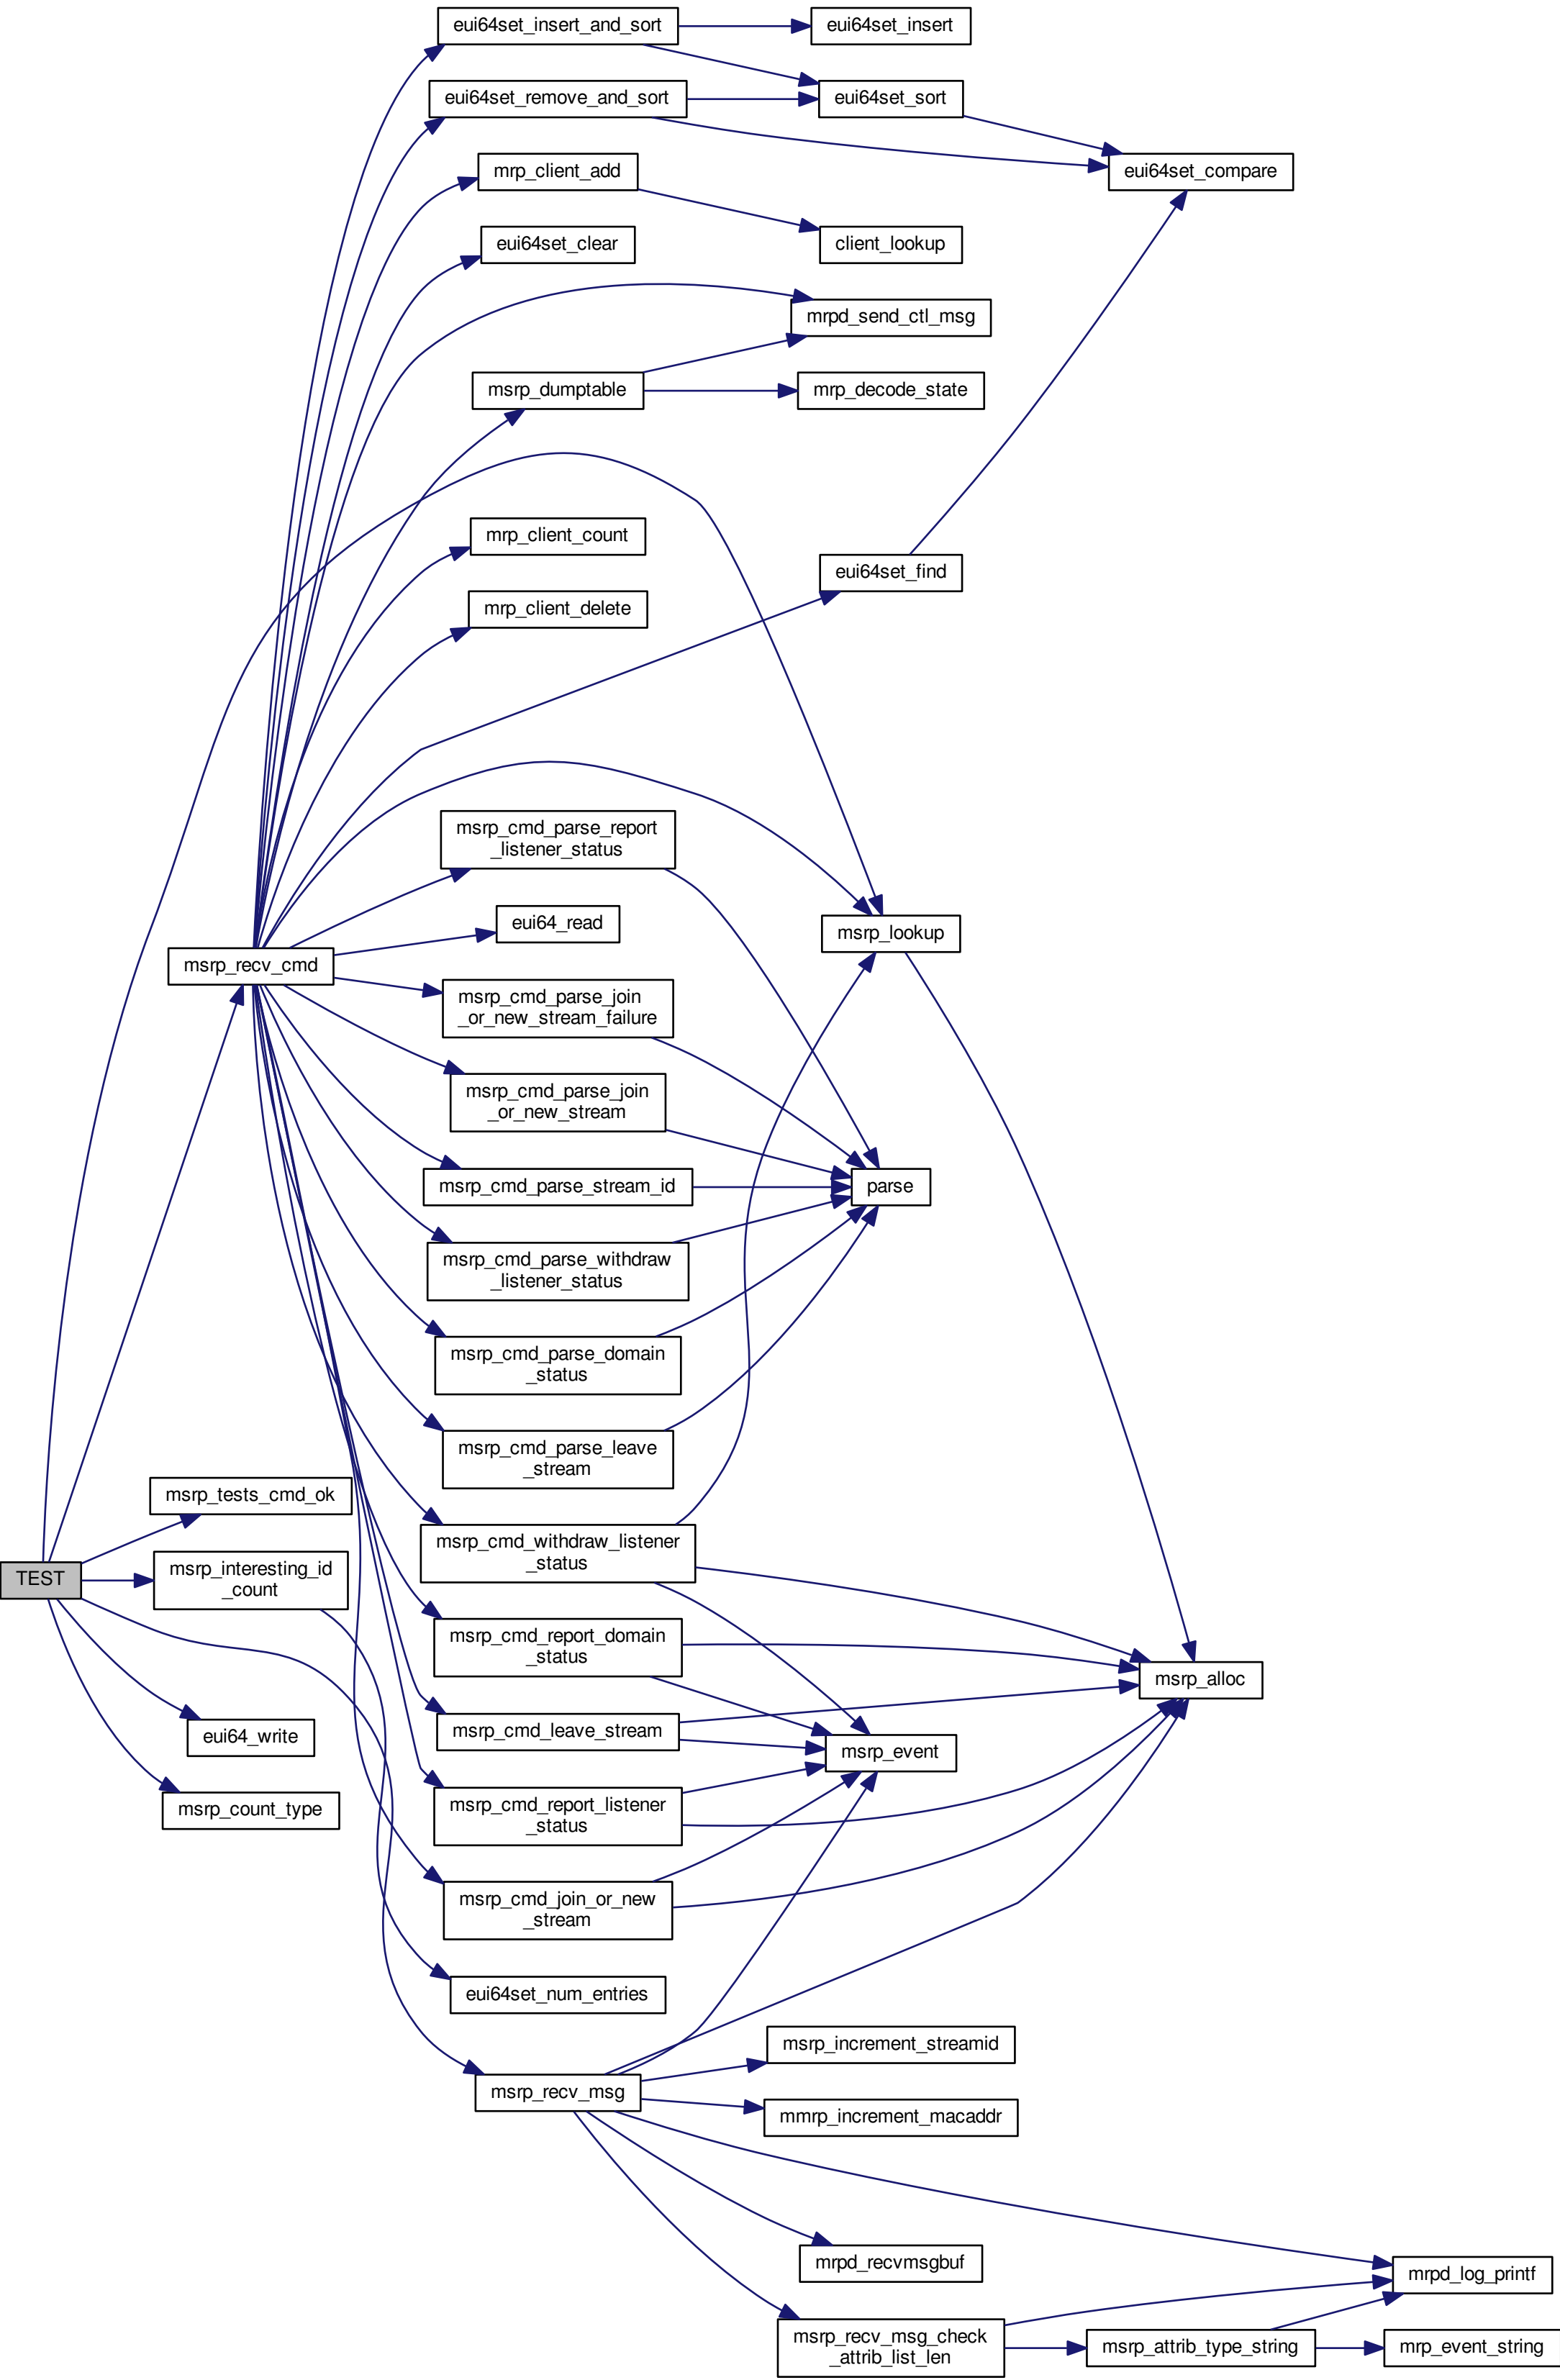 eui64set_insert_and_sort
eui64set_insert
eui64set_remove_and_sort
eui64set_sort
mrp_client_add
eui64set_compare
eui64set_clear
client_lookup
mrpd_send_ctl_msg
msrp_dumptable
mrp_decode_state
mrp_client_count
eui64set_find
mrp_client_delete
msrp_cmd_parse_report
_listener_status
eui64_read
msrp_lookup
msrp_recv_cmd
msrp_cmd_parse_join
_or_new_stream_failure
msrp_cmd_parse_join
_or_new_stream
msrp_cmd_parse_stream_id
parse
msrp_cmd_parse_withdraw
_listener_status
msrp_cmd_parse_domain
_status
msrp_cmd_parse_leave
_stream
msrp_tests_cmd_ok
msrp_cmd_withdraw_listener
_status
TEST
msrp_interesting_id
_count
msrp_cmd_report_domain
_status
msrp_alloc
eui64_write
msrp_cmd_leave_stream
msrp_event
msrp_count_type
msrp_cmd_report_listener
_status
msrp_cmd_join_or_new
_stream
eui64set_num_entries
msrp_increment_streamid
msrp_recv_msg
mmrp_increment_macaddr
mrpd_recvmsgbuf
mrpd_log_printf
msrp_recv_msg_check
_attrib_list_len
msrp_attrib_type_string
mrp_event_string